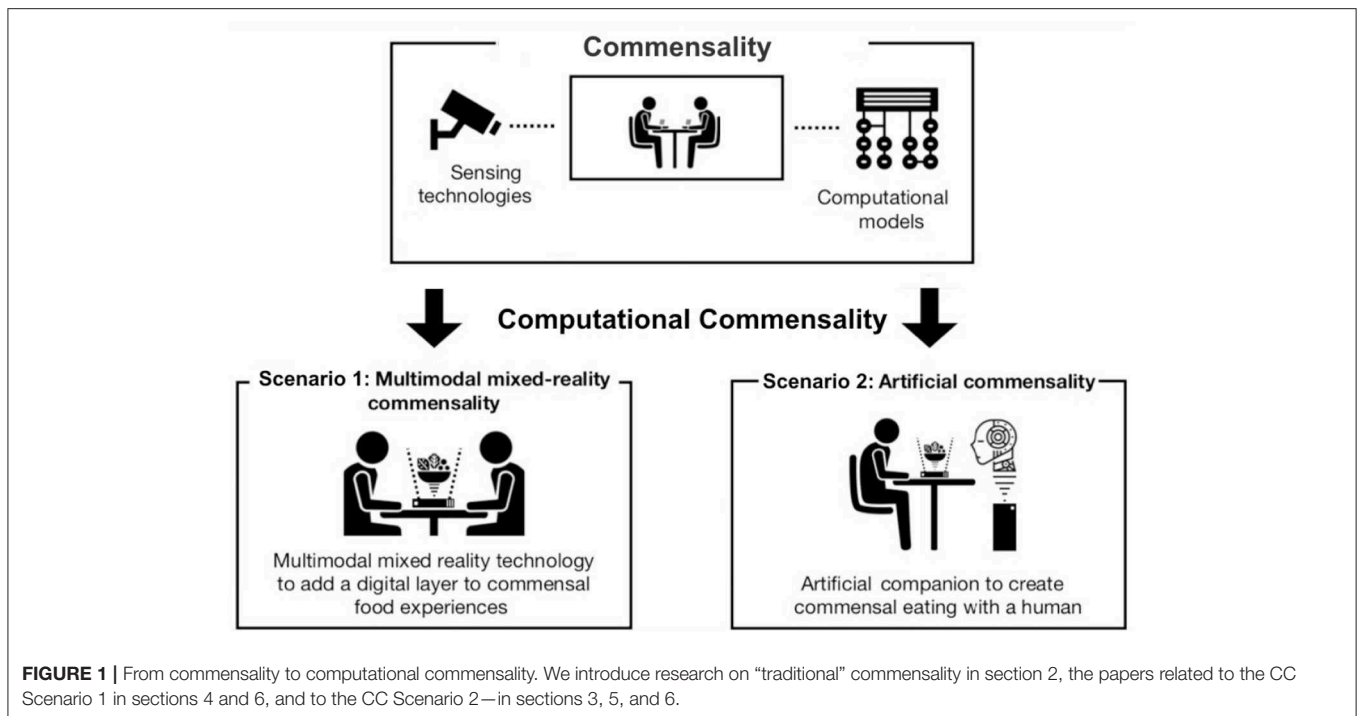 Commensality
Sensing
technologies
Computational
models
Computational Commensality
Scenario 1: Multimodal mixed-reality
commensality
Multimodal mixed reality technology
to add a digital layer to commensal
food experiences
Scenario 2: Artificial commensality
Artificial companion to create
commensal eating with a human
FIGURE 1 | From commensality to computational commensality. We introduce research on “traditional” commensality in section 2, the papers related to the CC
Scenario 1 in sections 4 and 6, and to the CC Scenario 2—in sections 3, 5, and 6.